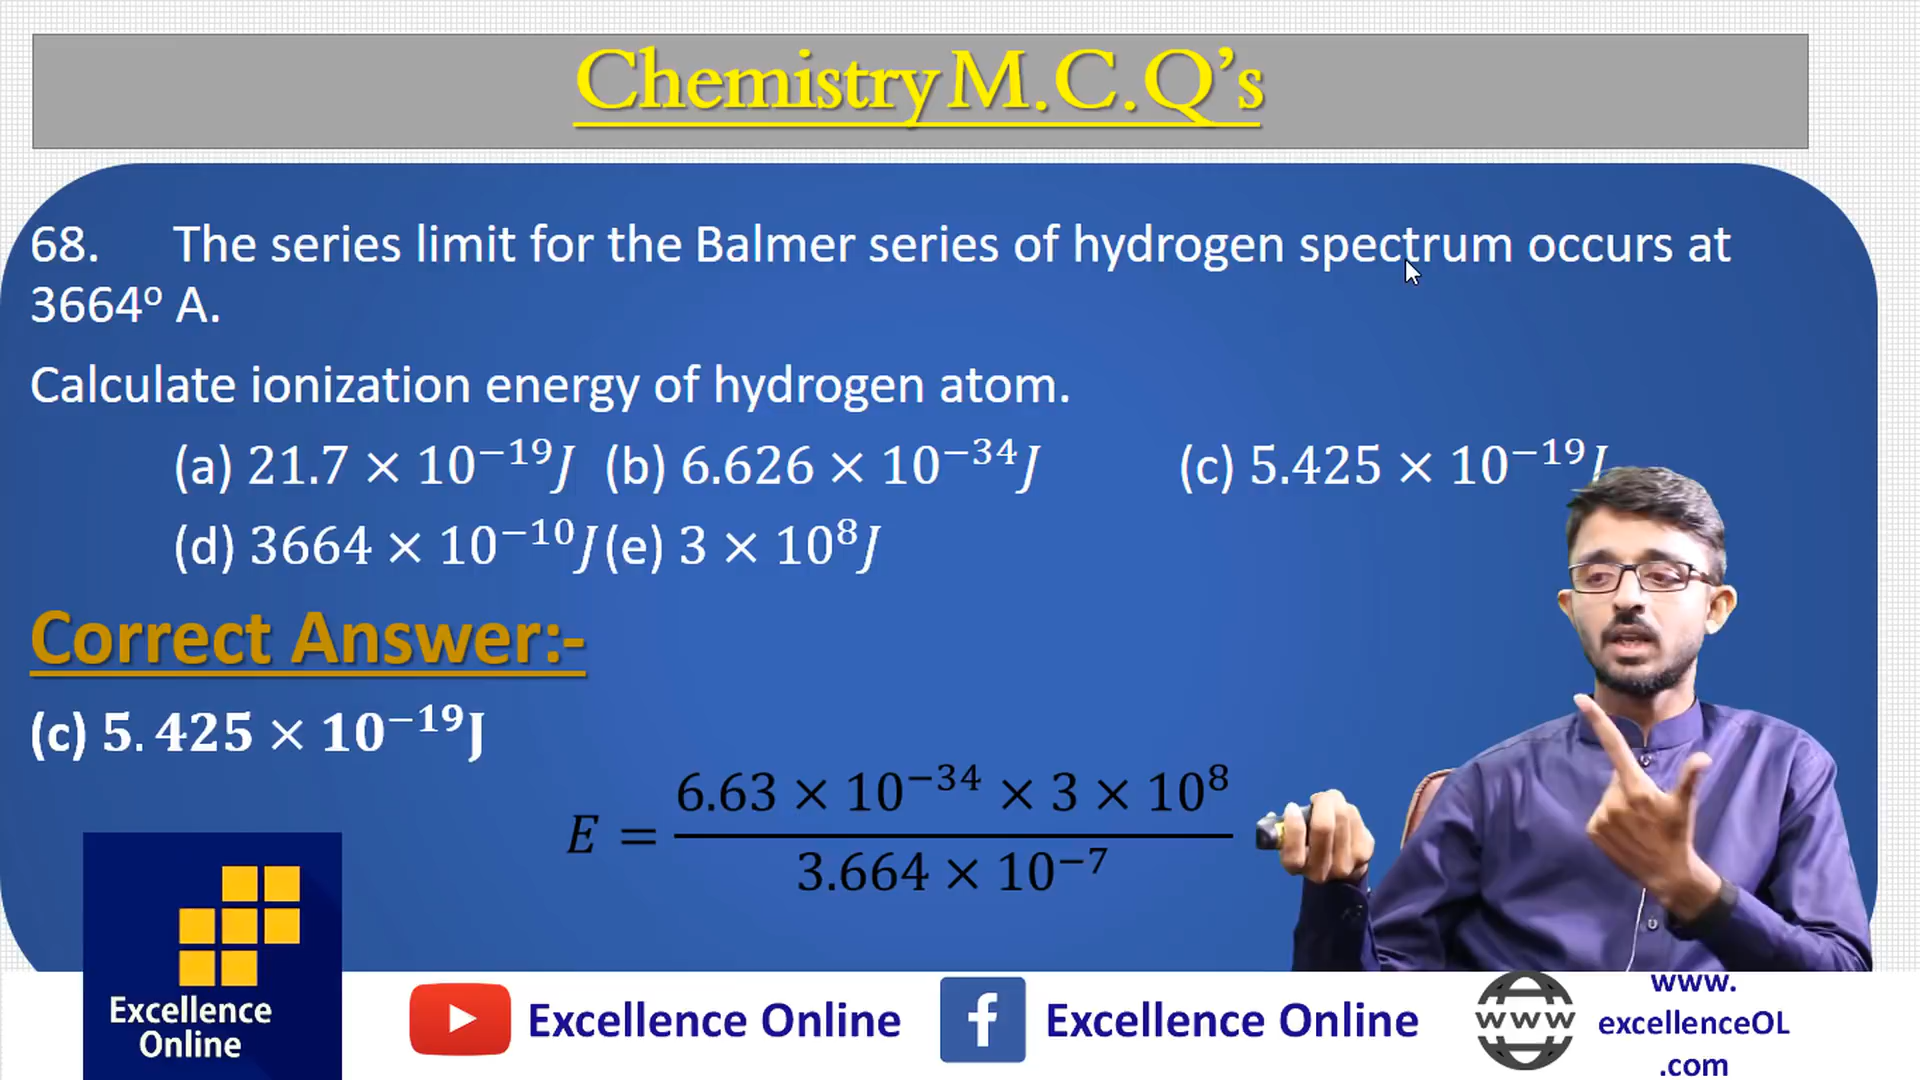 Chemistry M.C.Q's
68. The series limit for the Balmer series of hydrogen spectrum occurs at
3664º A.
Calculate ionization energy of hydrogen atom.
(a) 21.7 × 10⁻¹⁹J (b) 6.626 × 10⁻³⁴J (c) 5.425 × 10⁻¹⁹J
(d) 3664 × 10⁻¹⁰J (e) 3 × 10⁸J
Correct Answer:-
(c) 5.425 × 10⁻¹⁹J
6.63 × 10⁻³⁴ × 3 × 10⁸
E =
3.664 × 10⁻⁷
Excellence
Online
Excellence Online
Excellence Online
www
www.
excellenceOL
.com